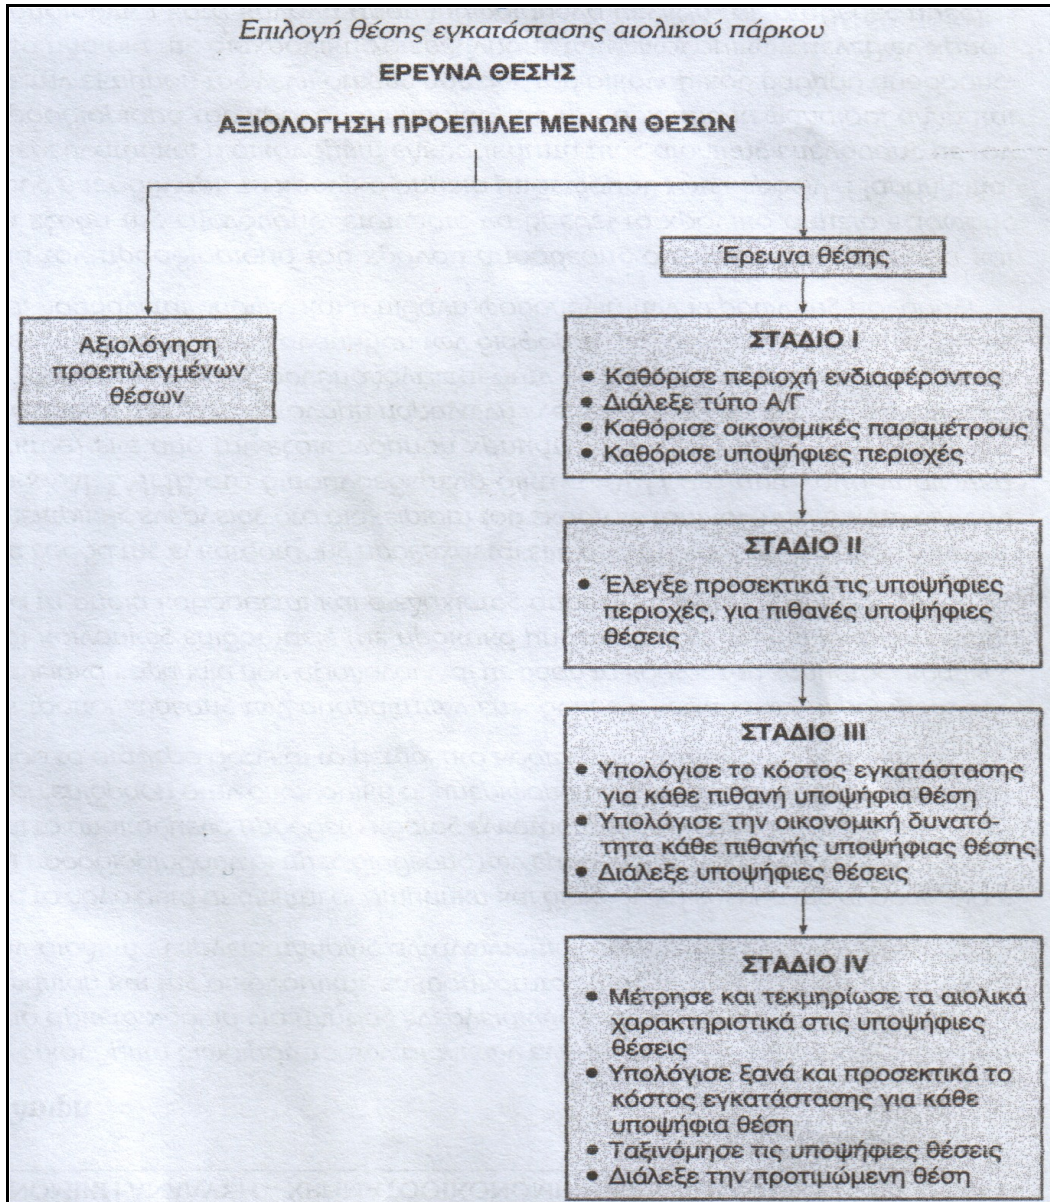 Επιλογή θέσης εγκατάστασης αιολικού πάρκου
ΕΡΕΥΝΑ ΘΕΣΗΣ
ΑΞΙΟΛΟΓΗΣΗ ΠΡΟΕΠΙΛΕΓΜΕΝΩΝ ΘΕΣΩΝ
Έρευνα θέσης
Αξιολόγηση
προεπιλεγμένων
θέσων
ΣΤΑΔΙΟ I
• Καθόρισε περιοχή ενδιαφέροντος
• Διάλεξε τύπο Α/Γ
• Καθόρισε οικονομικές παραμέτρους
• Καθόρισε υποψήφιες περιοχές
ΣΤΑΔΙΟ II
• Έλεγξε προσεκτικά τις υποψήφιες
περιοχές, για πιθανές υποψήφιες
θέσεις
ΣΤΑΔΙΟ III
• Υπολόγισε το κόστος εγκατάστασης
για κάθε πιθανή υποψήφια θέση
• Υπολόγισε την οικονομική δυνατό-
τητα κάθε πιθανής υποψήφιας θέσης
• Διάλεξε υποψήφιες θέσεις
ΣΤΑΔΙΟ IV
• Μέτρησε και τεκμηρίωσε τα αιολικά
χαρακτηριστικά στις υποψήφιες
θέσεις
• Υπολόγισε ξανά και προσεκτικά το
κόστος εγκατάστασης για κάθε
υποψήφια θέση
• Ταξινόμησε τις υποψήφιες θέσεις
• Διάλεξε την προτιμώμενη θέση